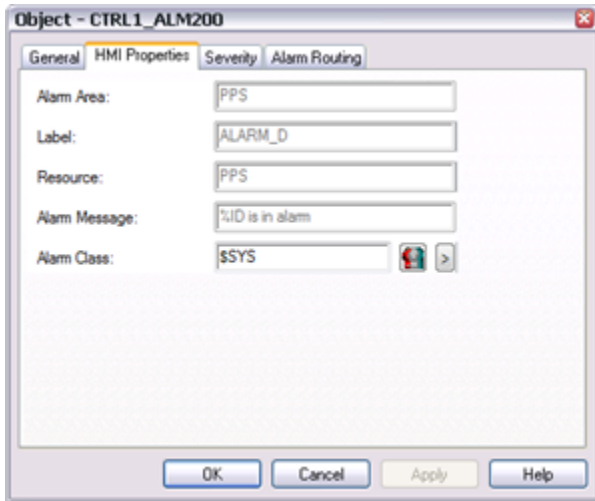 Object - CTRL1_ALM200
General HMI Properties Severity Alarm Routing
Alarm Area: PPS
Label: ALARM_D
Resource: PPS
Alarm Message: %ID is in alarm
Alarm Class: $SYS >
OK Cancel Apply Help